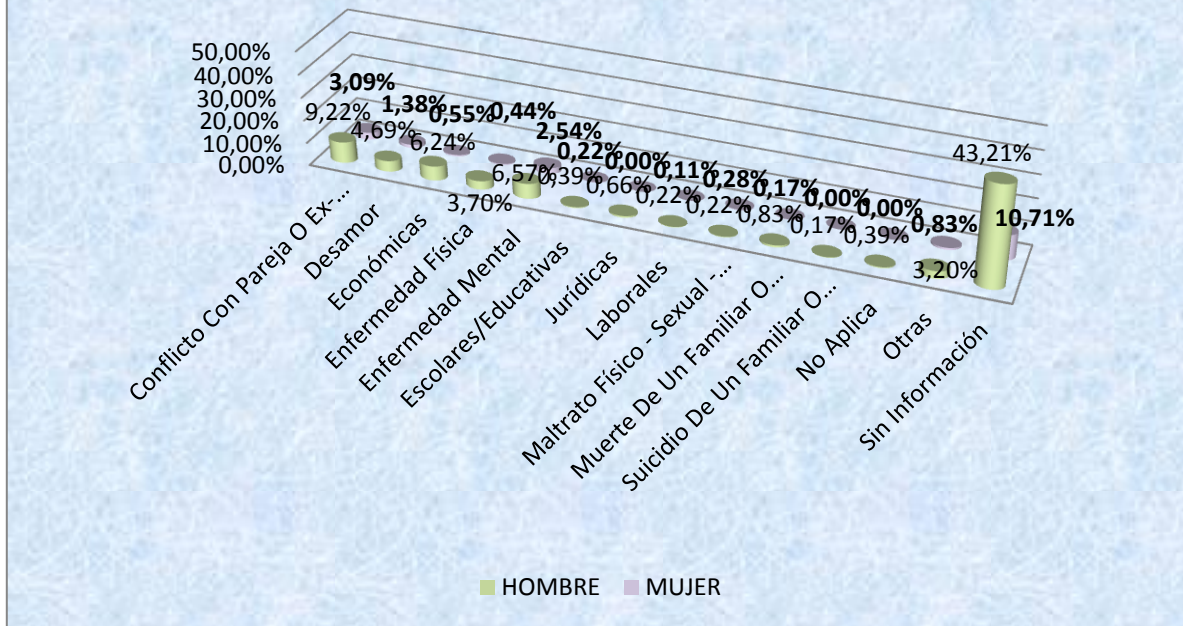 50,00%
40,00%
30,00%
20,00%
10,00%
0,00%
3,09%
1,38%
0,55%
0,44%
2,54%
0,22%
0,00%
0,11%
0,28%
0,17%
0,00%
0,00%
0,83%
10,71%
9,22%
4,69%
6,24%
3,70%
6,57%
0,39%
0,66%
0,22%
0,22%
0,83%
0,17%
0,39%
3,20%
43,21%
Conflicto Con Pareja O Ex-…
Desamor
Económicas
Enfermedad Física
Enfermedad Mental
Escolares/Educativas
Jurídicas
Laborales
Maltrato Físico - Sexual -…
Muerte De Un Familiar O…
Suicidio De Un Familiar O…
No Aplica
Otras
Sin Información
HOMBRE MUJER